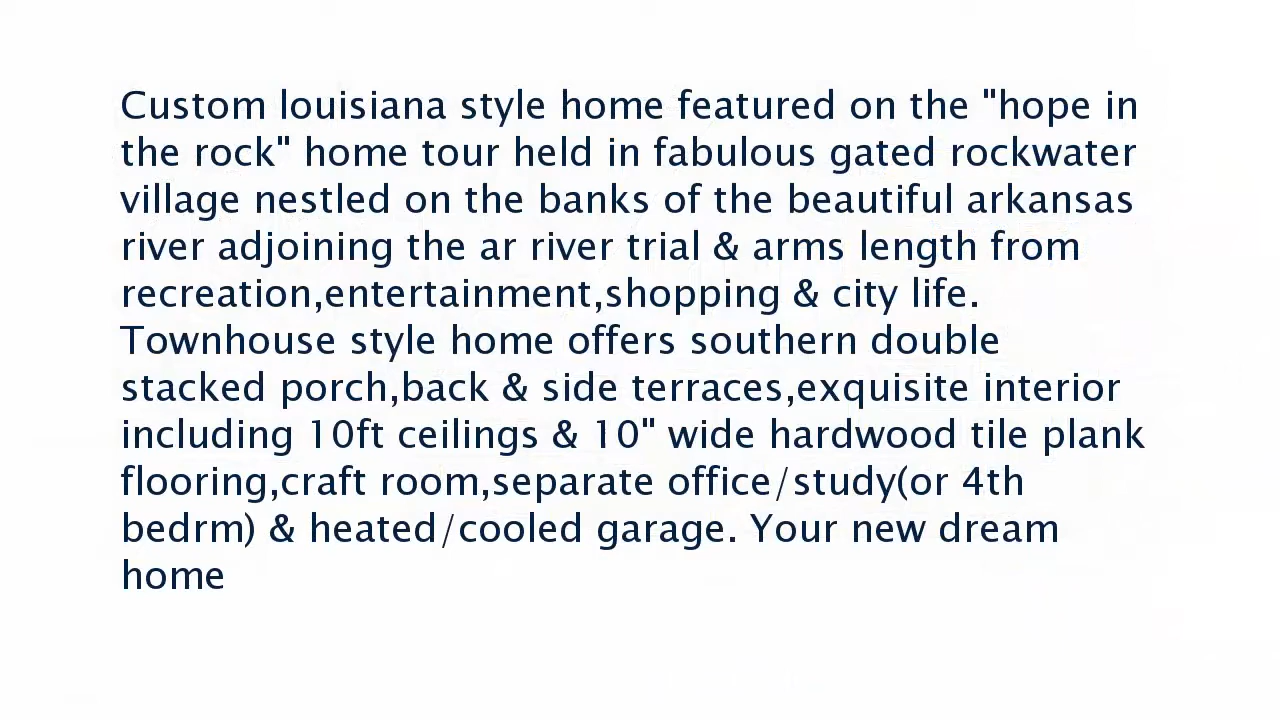 Custom louisiana style home featured on the "hope in
the rock" home tour held in fabulous gated rockwater
village nestled on the banks of the beautiful arkansas
river adjoining the ar river trial & arms length from
recreation,entertainment,shopping & city life.
Townhouse style home offers southern double
stacked porch,back & side terraces,exquisite interior
including 10ft ceilings & 10" wide hardwood tile plank
flooring,craft room,separate office/study(or 4th
bedrm) & heated/cooled garage. Your new dream
home